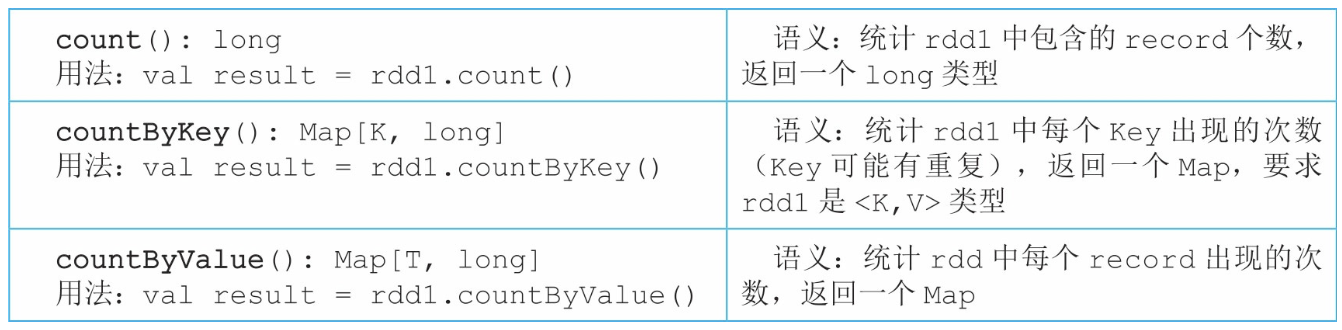 count(): long
用法：val result = rdd1.count()
语义：统计 rdd1 中包含的 record 个数，
返回一个 long 类型
countByKey(): Map[K, long]
用法：val result = rdd1.countByKey()
语义：统计 rdd1 中每个 Key 出现的次数
（Key 可能有重复），返回一个 Map，要求
rdd1 是 <K,V> 类型
countByValue(): Map[T, long]
用法：val result = rdd1.countByValue()
语义：统计 rdd 中每个 record 出现的次
数，返回一个 Map